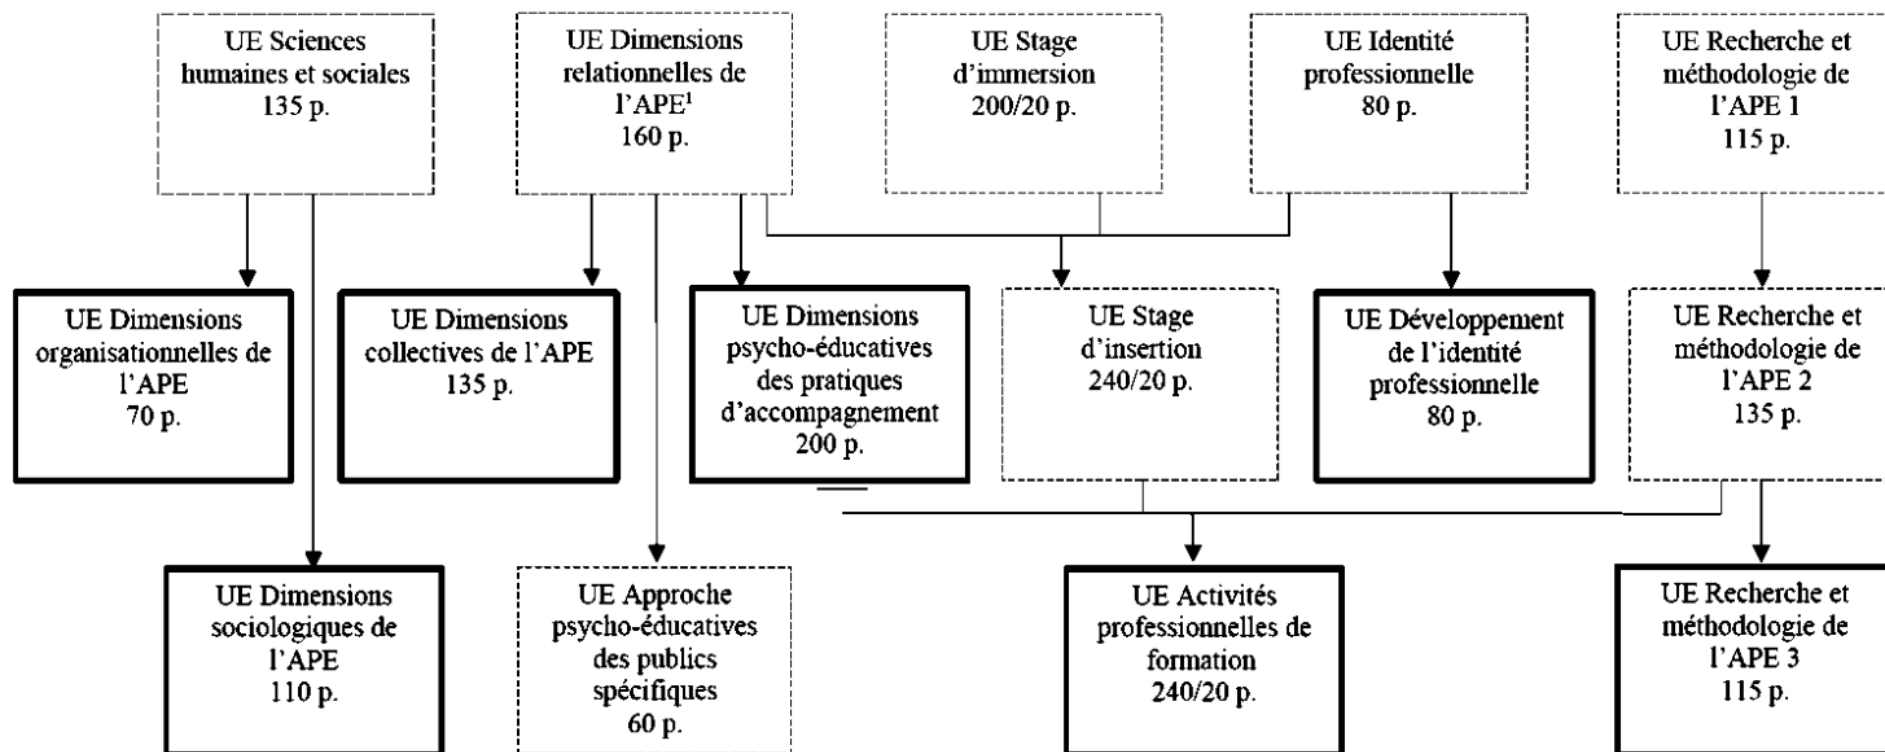 UE Sciences
humaines et sociales
135 p.
UE Dimensions
relationnelles de
l’APE¹
160 p.
UE Stage
d’immersion
200/20 p.
UE Identité
professionnelle
80 p.
UE Recherche et
méthodologie de
l’APE 1
115 p.
UE Dimensions
organisationnelles de
l’APE
70 p.
UE Dimensions
collectives de l’APE
135 p.
UE Dimensions
psycho-éducatives
des pratiques
d’accompagnement
200 p.
UE Stage
d’insertion
240/20 p.
UE Développement
de l’identité
professionnelle
80 p.
UE Recherche et
méthodologie de
l’APE 2
135 p.
UE Dimensions
sociologiques de
l’APE
110 p.
UE Approche
psycho-éducatives
des publics
spécifiques
60 p.
UE Activités
professionnelles de
formation
240/20 p.
UE Recherche et
méthodologie de
l’APE 3
115 p.